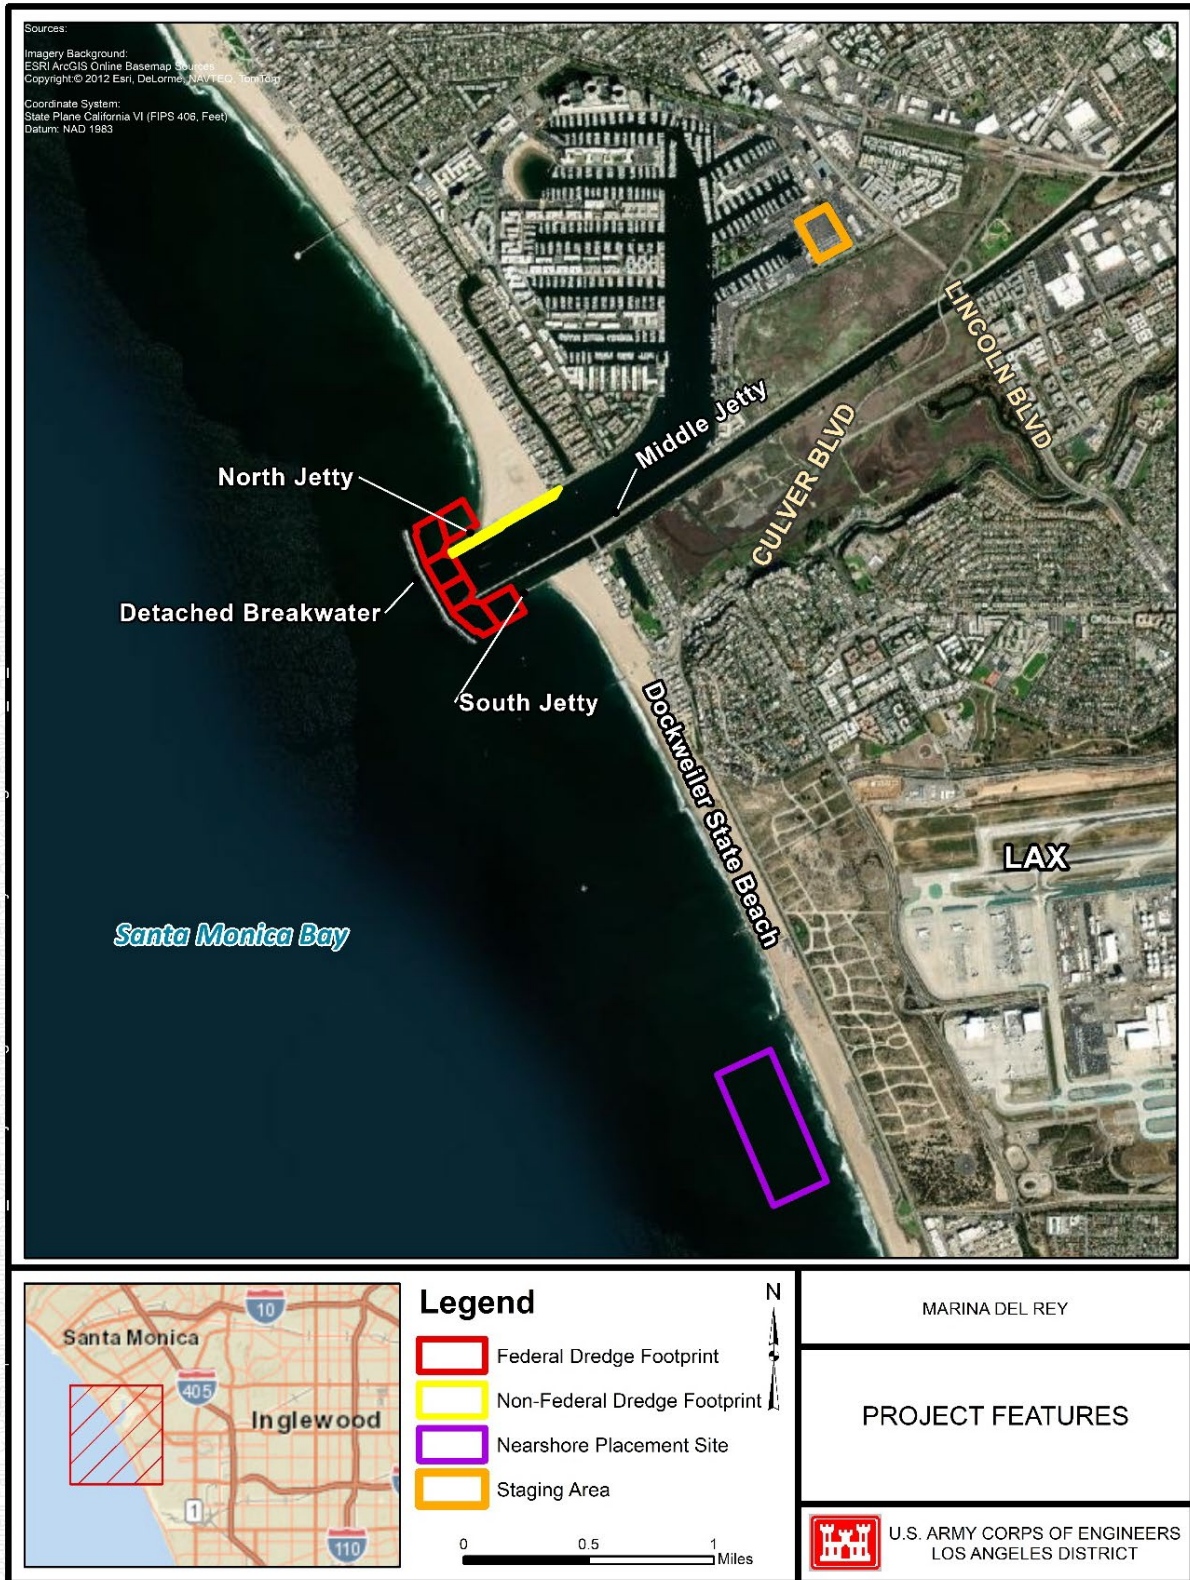 Sources:
Imagery Background:
ESRI ArcGIS Online Basemap Sources
Copyright:© 2012 Esri, DeLorme, NAVTEQ, TomTom
Coordinate System:
State Plane California VI (FIPS 406, Feet)
Datum: NAD 1983
LINCOLN BLVD
Middle Jetty
CULVER BLVD
North Jetty
Detached Breakwater
South Jetty
Dockweiler State Beach
LAX
Santa Monica Bay
Santa Monica
10
405
Inglewood
1
110
Legend
N
Federal Dredge Footprint
Non-Federal Dredge Footprint
Nearshore Placement Site
Staging Area
0 0.5 1
Miles
MARINA DEL REY
PROJECT FEATURES
U.S. ARMY CORPS OF ENGINEERS
LOS ANGELES DISTRICT